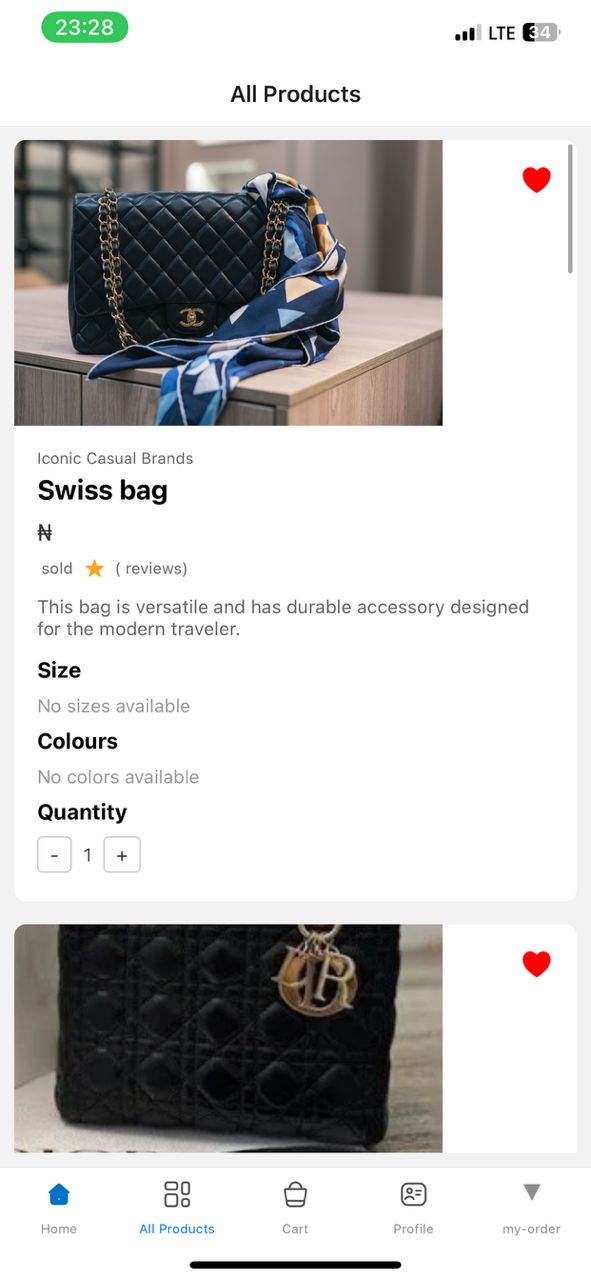 23:28
LTE
34
All Products
Iconic Casual Brands
Swiss bag
₦
sold ( reviews)
This bag is versatile and has durable accessory designed
for the modern traveler.
Size
No sizes available
Colours
No colors available
Quantity
- 1 +
Home
All Products
Cart
Profile
my-order